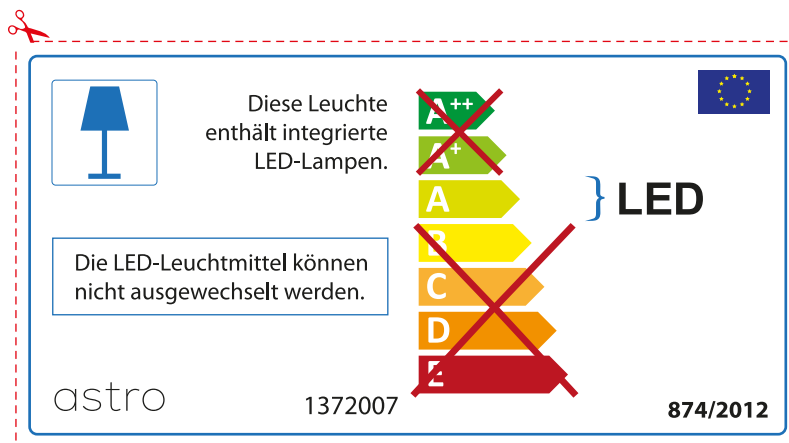 Diese Leuchte
enthält integrierte
LED-Lampen.
Die LED-Leuchtmittel können
nicht ausgewechselt werden.
A++
A+
A
B
C
D
E
LED
astro
1372007
874/2012